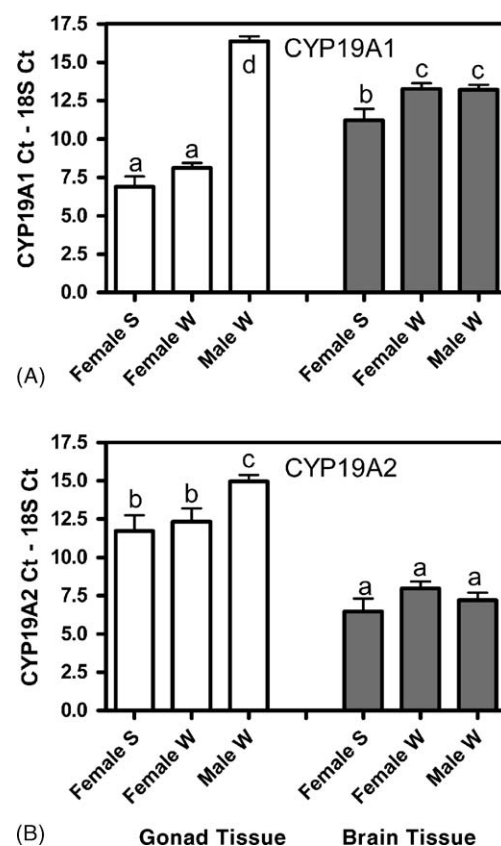 17.5
CYP19A1
15.0
d
12.5
c c
b
10.0
a
7.5
a
5.0
2.5
0.0
CYP19A1 Ct - 18S Ct
Female S
Female W
Male W
Female S
Female W
Male W
(A)
17.5
CYP19A2
c
15.0
b b
12.5
10.0
a
a a
7.5
5.0
2.5
0.0
CYP19A2 Ct - 18S Ct
Female S
Female W
Male W
Female S
Female W
Male W
(B) Gonad Tissue Brain Tissue